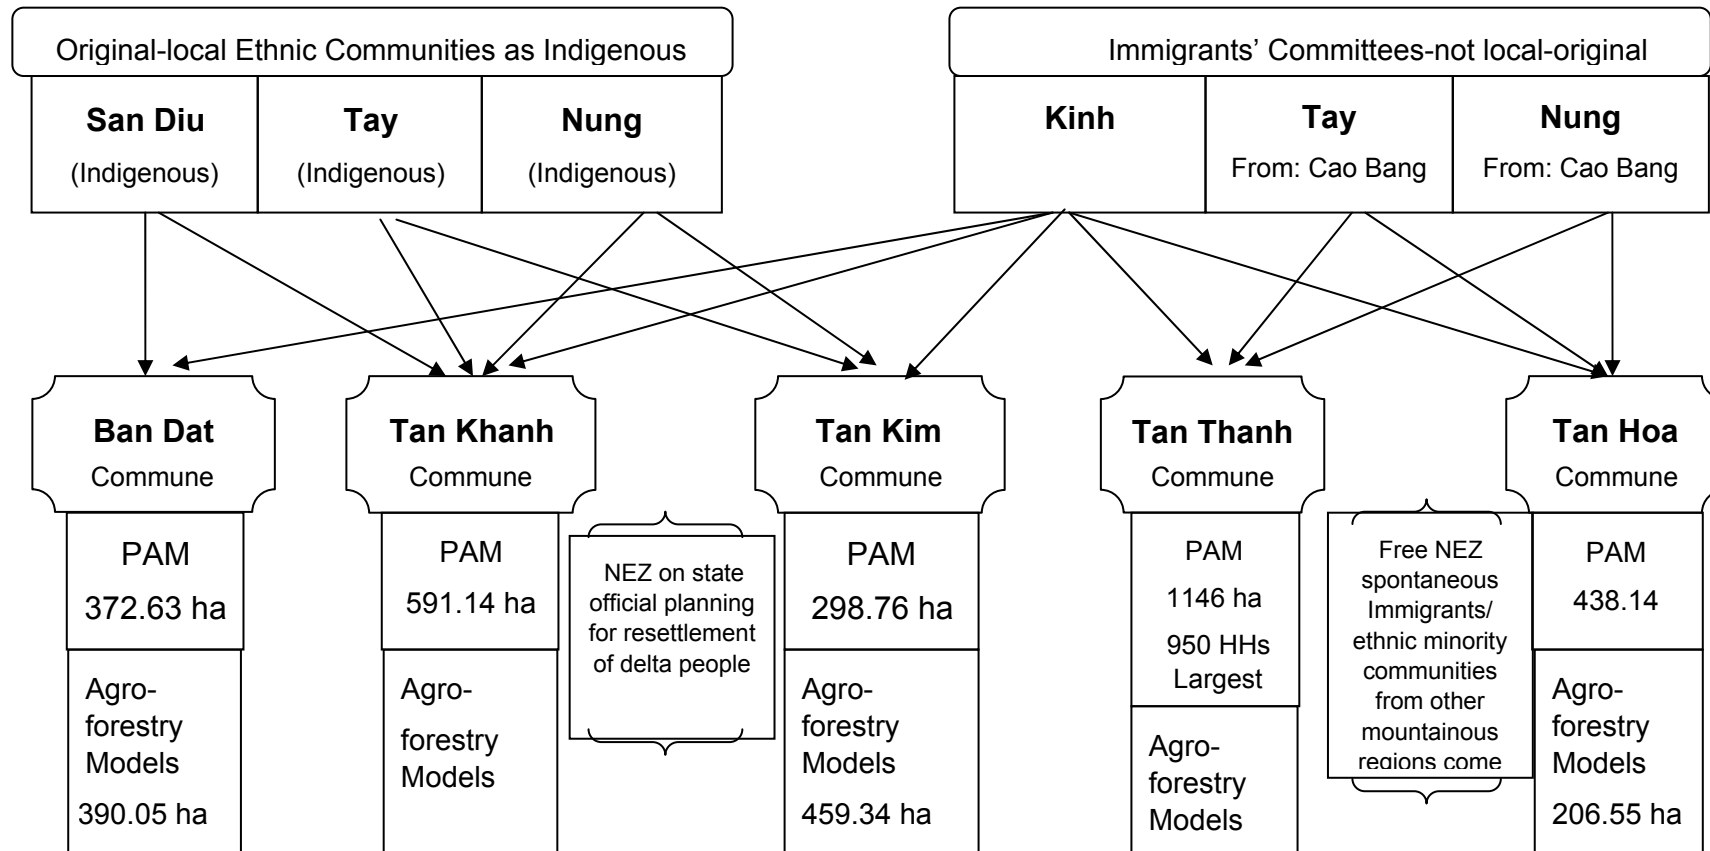 Original-local Ethnic Communities as Indigenous
Immigrants’ Committees-not local-original
San Diu
(Indigenous)
Tay
(Indigenous)
Nung
(Indigenous)
Kinh
Tay
From: Cao Bang
Nung
From: Cao Bang
Ban Dat
Commune
Tan Khanh
Commune
Tan Kim
Commune
Tan Thanh
Commune
Tan Hoa
Commune
PAM
372.63 ha
Agro-
forestry
Models
390.05 ha
PAM
591.14 ha
Agro-
forestry
Models
NEZ on state
official planning
for resettlement
of delta people
PAM
298.76 ha
Agro-
forestry
Models
459.34 ha
PAM
1146 ha
950 HHs
Largest
Agro-
forestry
Models
Free NEZ
spontaneous
Immigrants/
ethnic minority
communities
from other
mountainous
regions come
PAM
438.14
Agro-
forestry
Models
206.55 ha